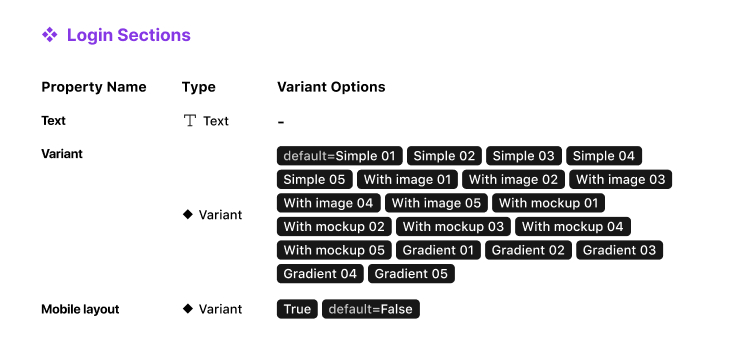 Login Sections
Property Name Type Variant Options
Text Text -
Variant
default=Simple 01 Simple 02 Simple 03 Simple 04
Simple 05 With image 01 With image 02 With image 03
With image 04 With image 05 With mockup 01
Variant
With mockup 02 With mockup 03 With mockup 04
With mockup 05 Gradient 01 Gradient 02 Gradient 03
Gradient 04 Gradient 05
Mobile layout Variant True default=False